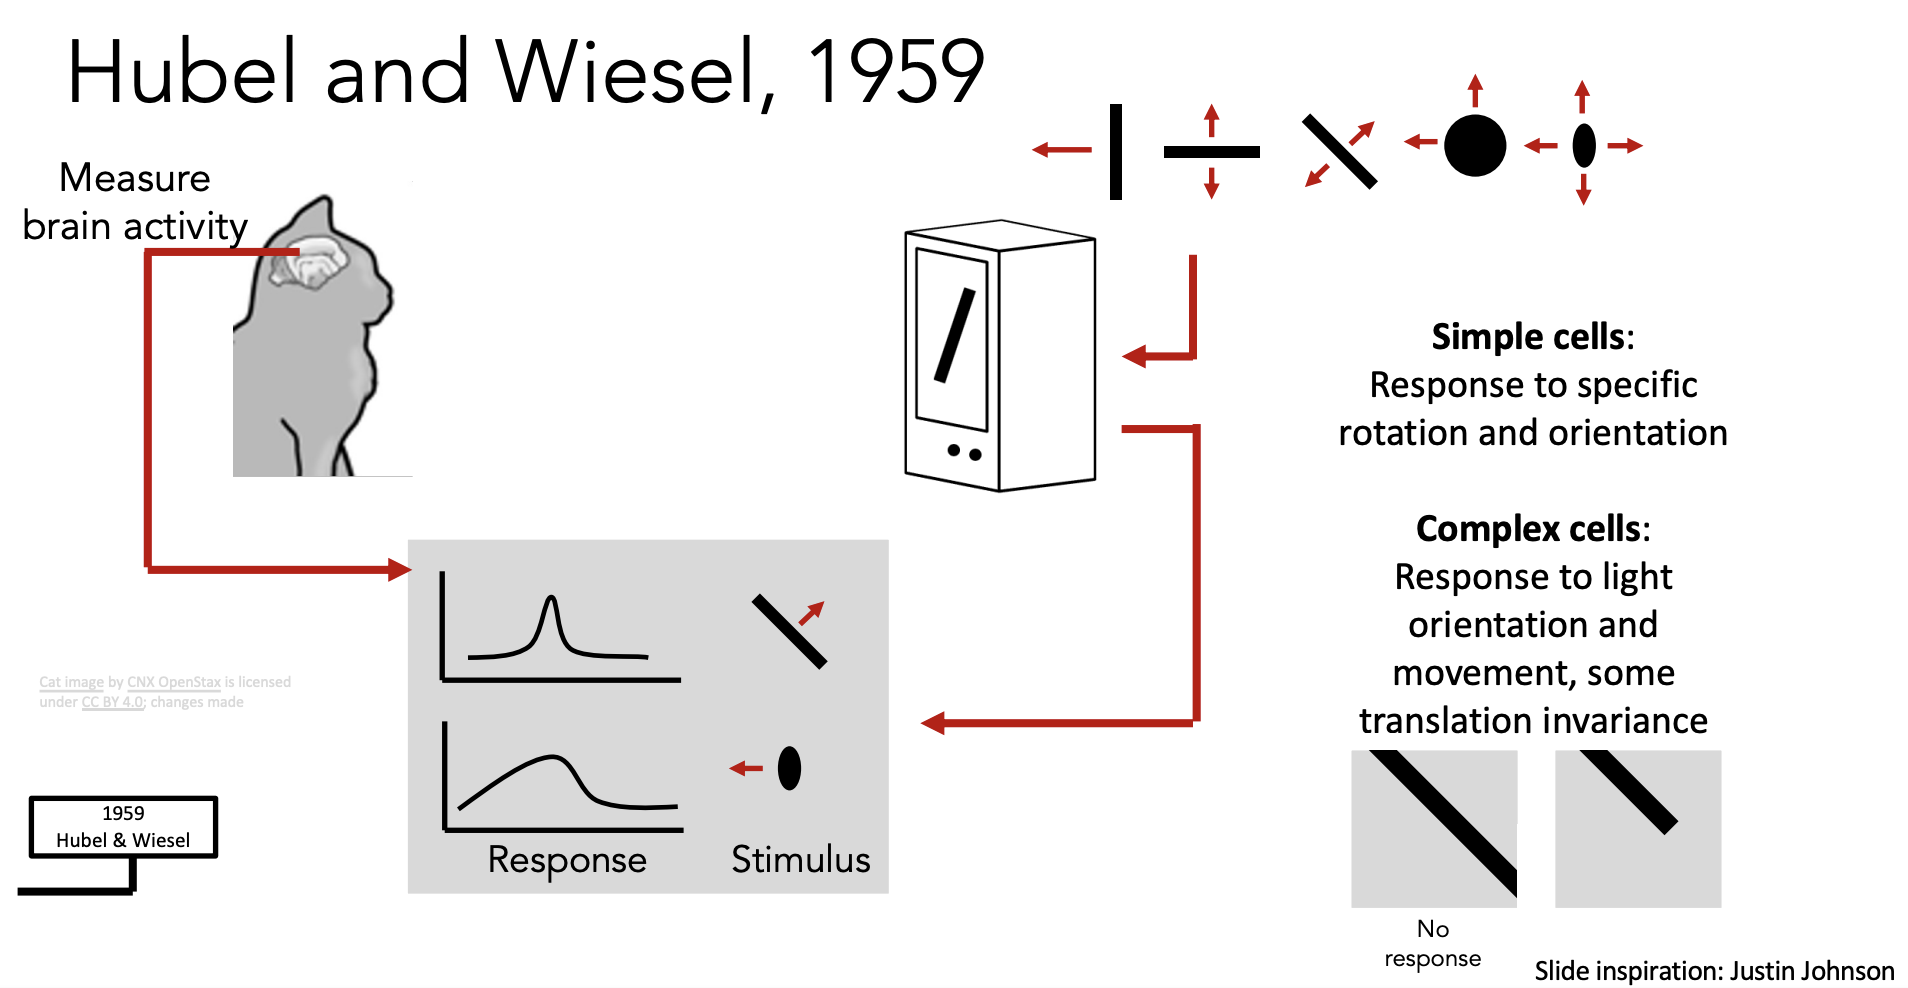 Hubel and Wiesel, 1959
Measure
brain activity
Simple cells:
Response to specific
rotation and orientation
Complex cells:
Response to light
orientation and
movement, some
translation invariance
Cat image by CNX OpenStax is licensed
under CC BY 4.0; changes made
1959
Hubel & Wiesel
Response
Stimulus
No
response
Slide inspiration: Justin Johnson